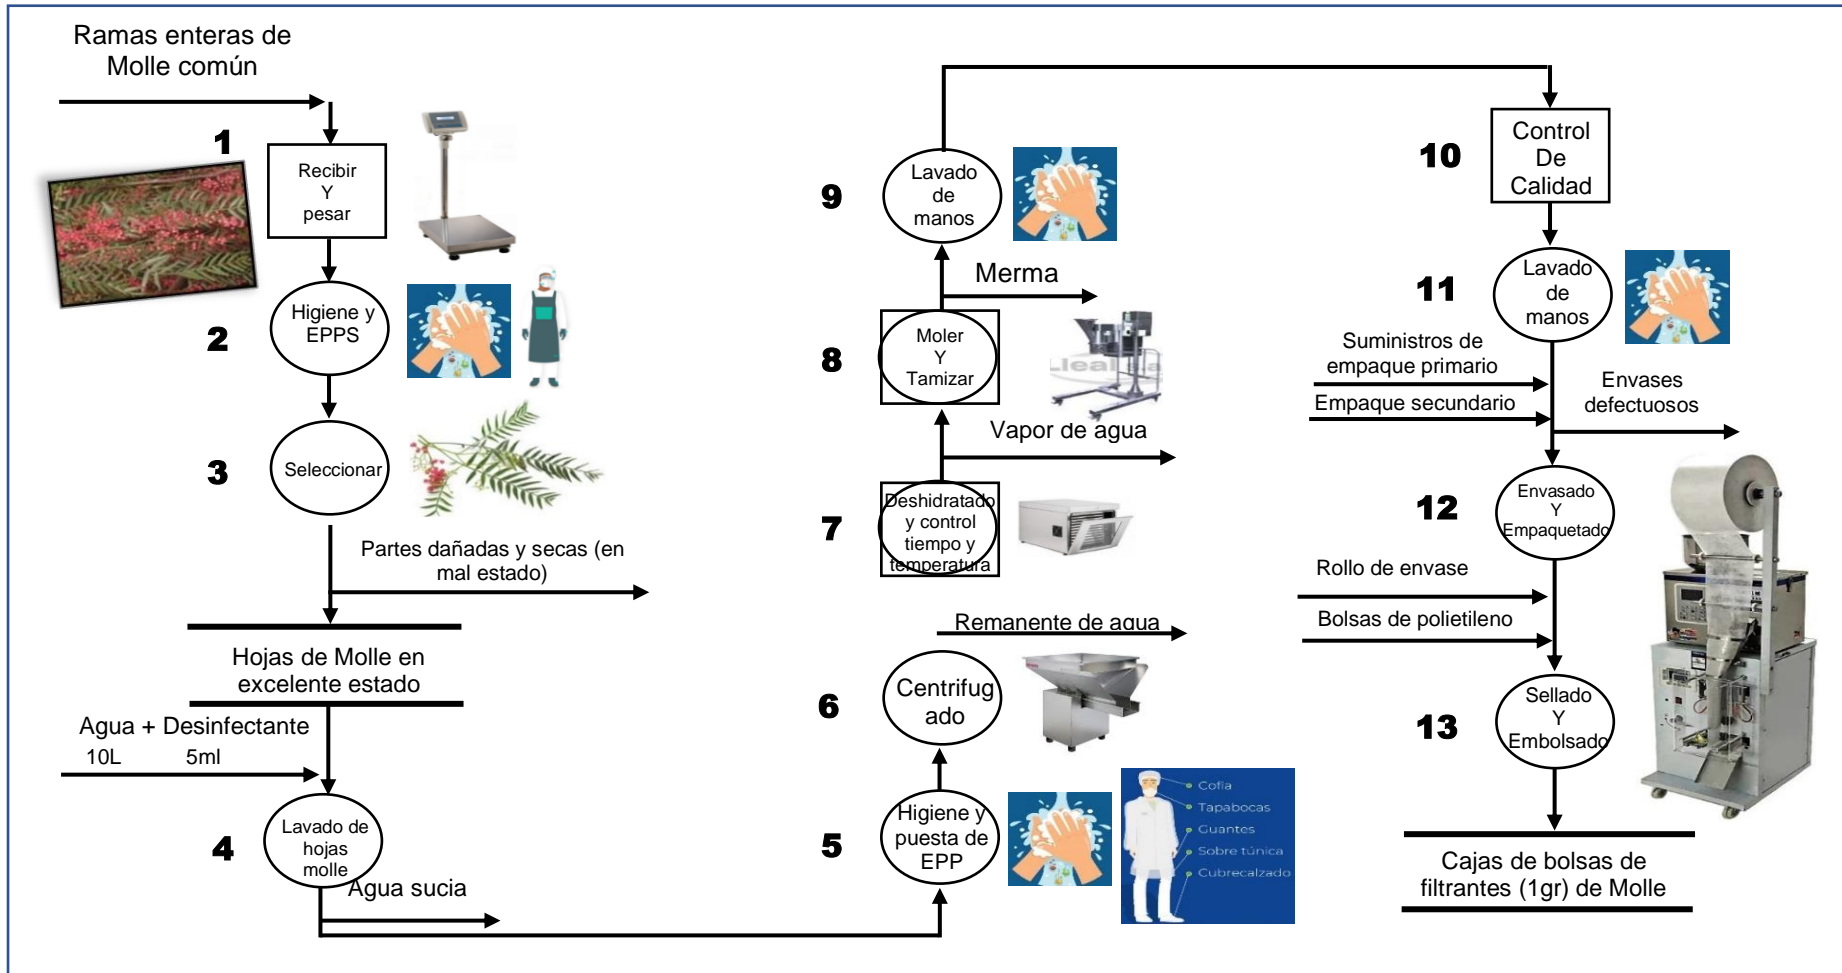 Ramas enteras de
Molle común
1
Recibir
Y
pesar
2
Higiene y
EPPS
3
Seleccionar
Partes dañadas y secas (en
mal estado)
Hojas de Molle en
excelente estado
Agua + Desinfectante
10L 5ml
4
Lavado de
hojas
molle
Agua sucia
5
Higiene y
puesta de
EPP
Cofia
Tapabocas
Guantes
Sobre túnica
Cubrecalzado
6
Centrifug
ado
Remanente de agua
7
Deshidratado
y control
tiempo y
temperatura
Vapor de agua
8
Moler
Y
Tamizar
Merma
9
Lavado
de
manos
10
Control
De
Calidad
11
Lavado
de
manos
Suministros de
empaque primario
Empaque secundario
Envases
defectuosos
12
Envasado
Y
Empaquetado
Rollo de envase
Bolsas de polietileno
13
Sellado
Y
Embolsado
Cajas de bolsas de
filtrantes (1gr) de Molle